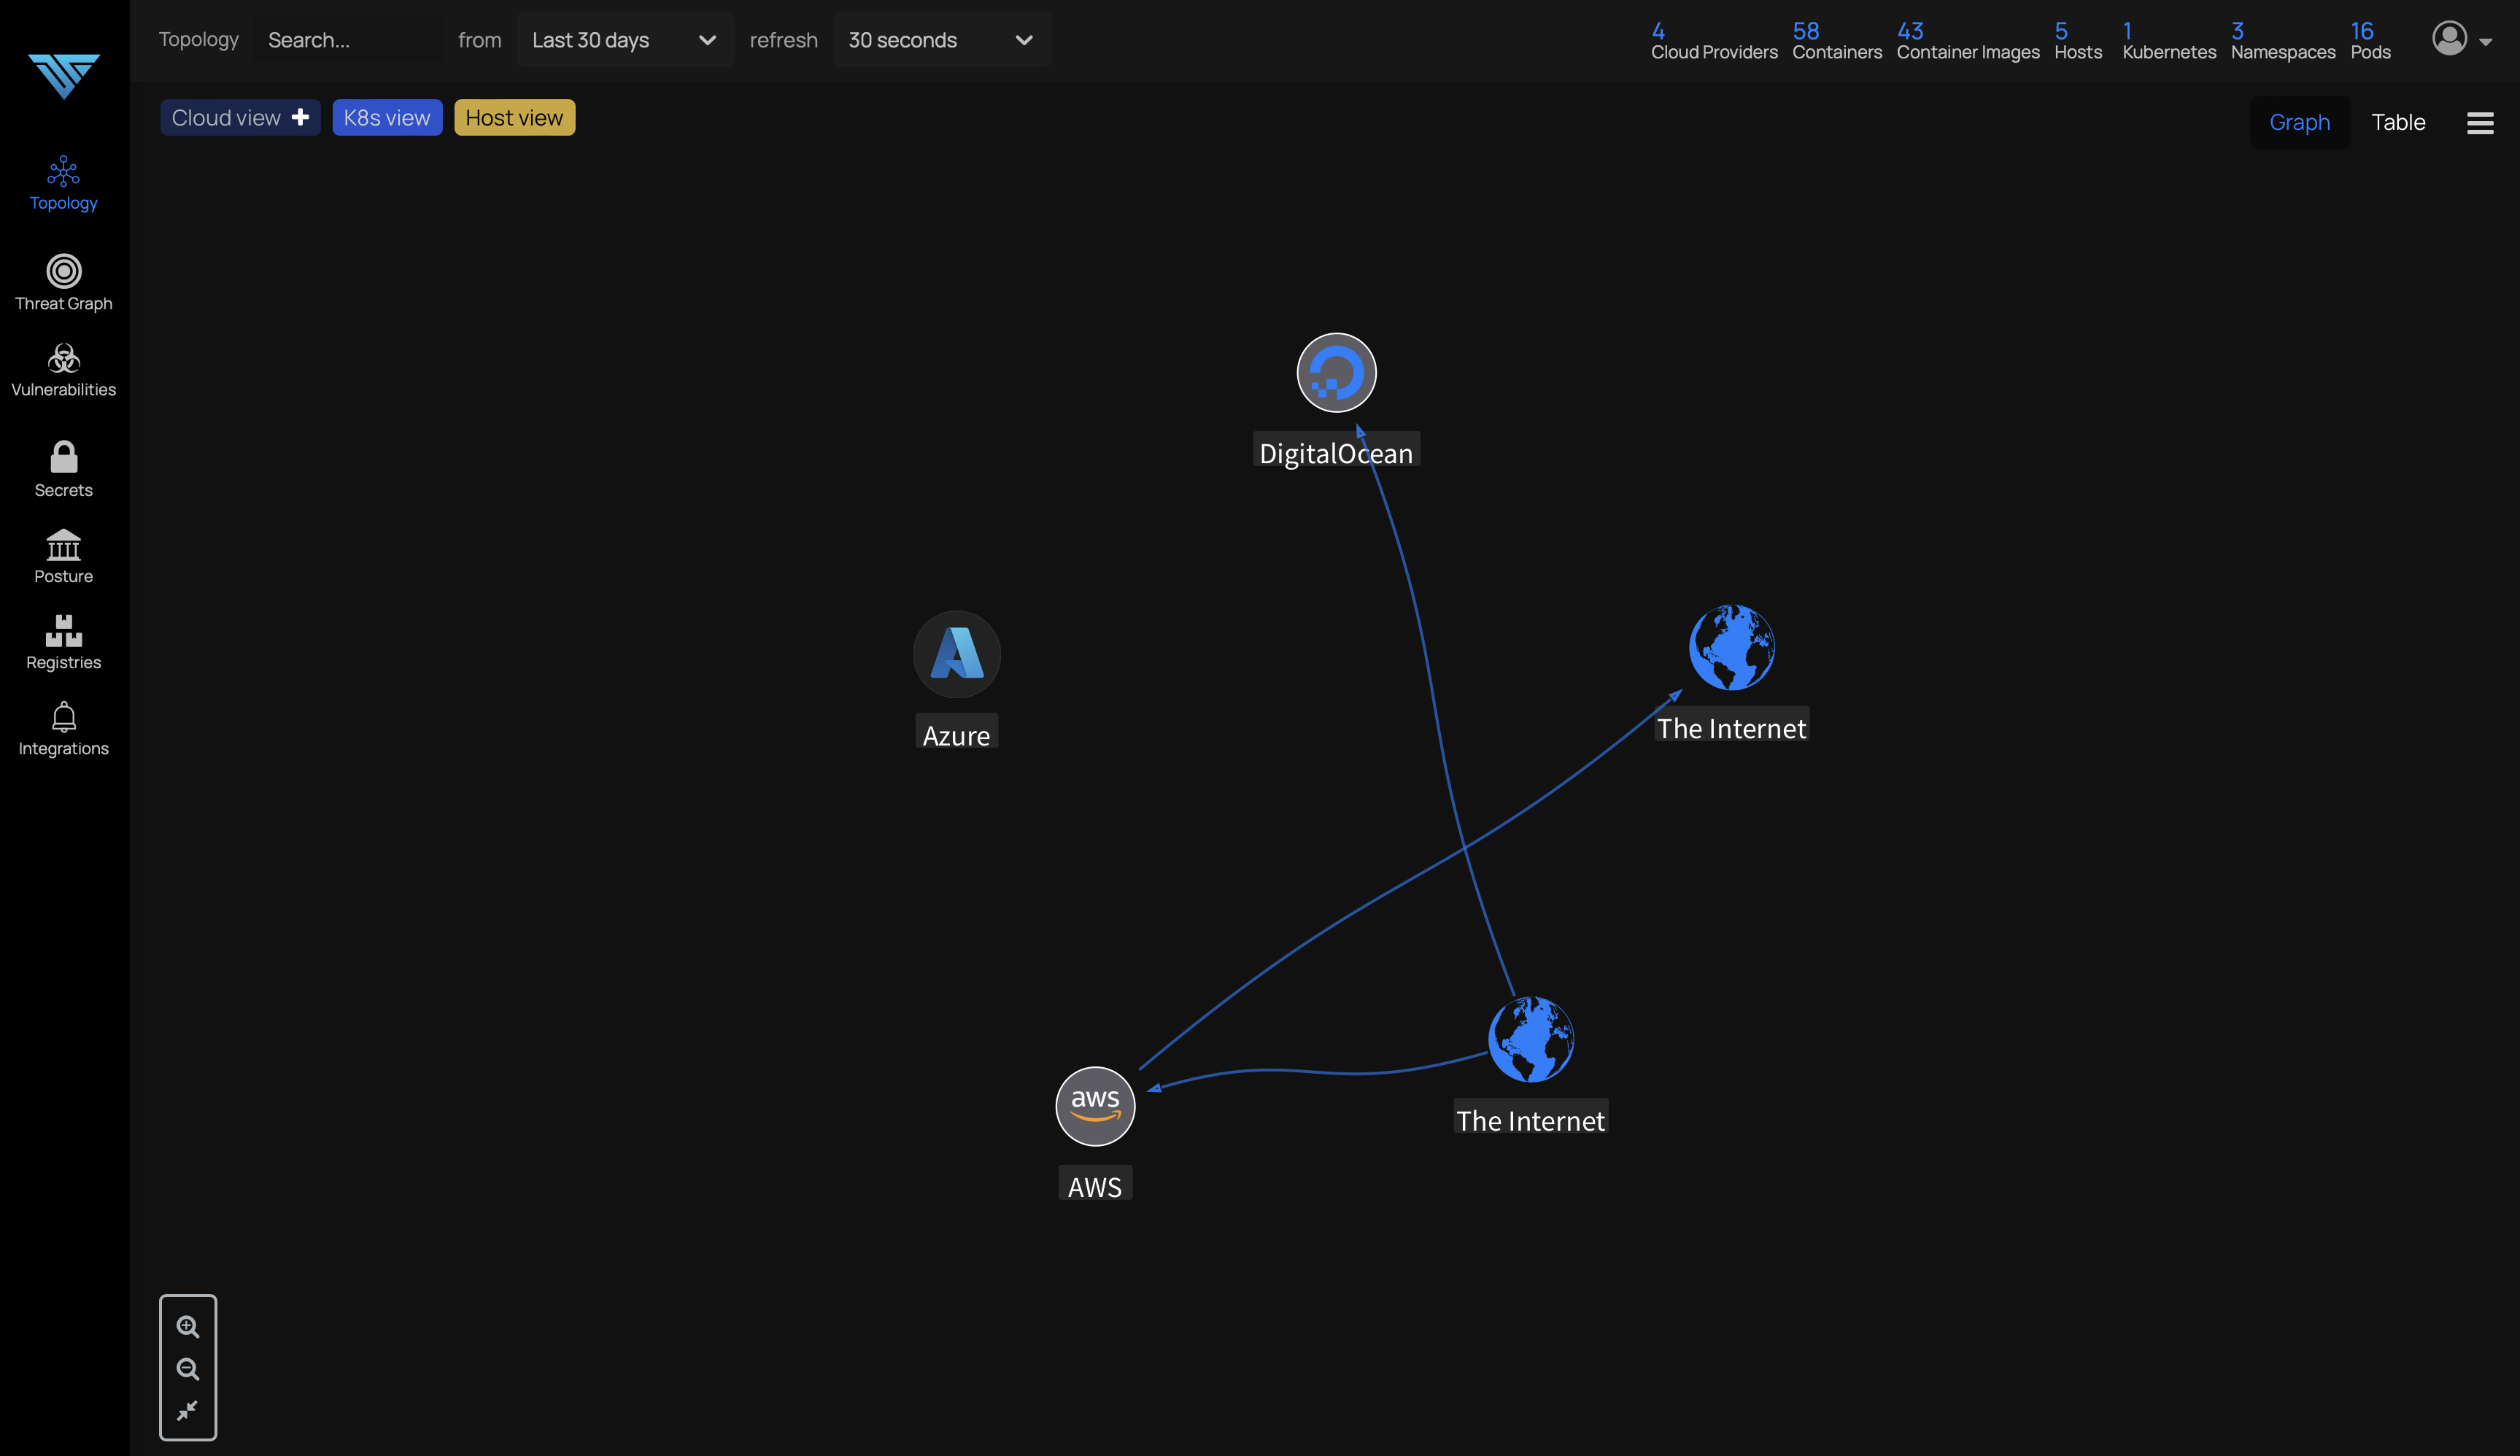 Topology Search... from Last 30 days refresh 30 seconds
4 58 43 5 1 3 16
Cloud Providers Containers Container Images Hosts Kubernetes Namespaces Pods
Cloud view K8s view Host view
Graph Table
Topology
Threat Graph
Vulnerabilities
Secrets
Posture
Registries
Integrations
DigitalOcean
Azure
The Internet
aws
The Internet
AWS